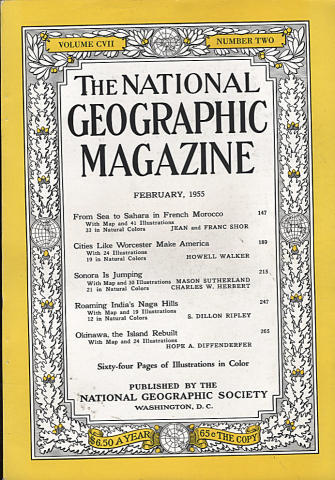 VOLUME CVII
NUMBER TWO
THE NATIONAL
GEOGRAPHIC
MAGAZINE
FEBRUARY, 1955
From Sea to Sahara in French Morocco 147
With Map and 41 Illustrations
33 in Natural Colors JEAN and FRANC SHOR
Cities Like Worcester Make America 189
With 24 Illustrations
19 in Natural Colors HOWELL WALKER
Sonora Is Jumping 215
With Map and 30 Illustrations MASON SUTHERLAND
21 in Natural Colors CHARLES W. HERBERT
Roaming India's Naga Hills 247
With Map and 19 Illustrations
12 in Natural Colors S. DILLON RIPLEY
Okinawa, the Island Rebuilt 265
With Map and 24 Illustrations
HOPE A. DIFFENDERFER
Sixty-four Pages of Illustrations in Color
PUBLISHED BY THE
NATIONAL GEOGRAPHIC SOCIETY
WASHINGTON, D.C.
$6.50 A YEAR
65¢ THE COPY